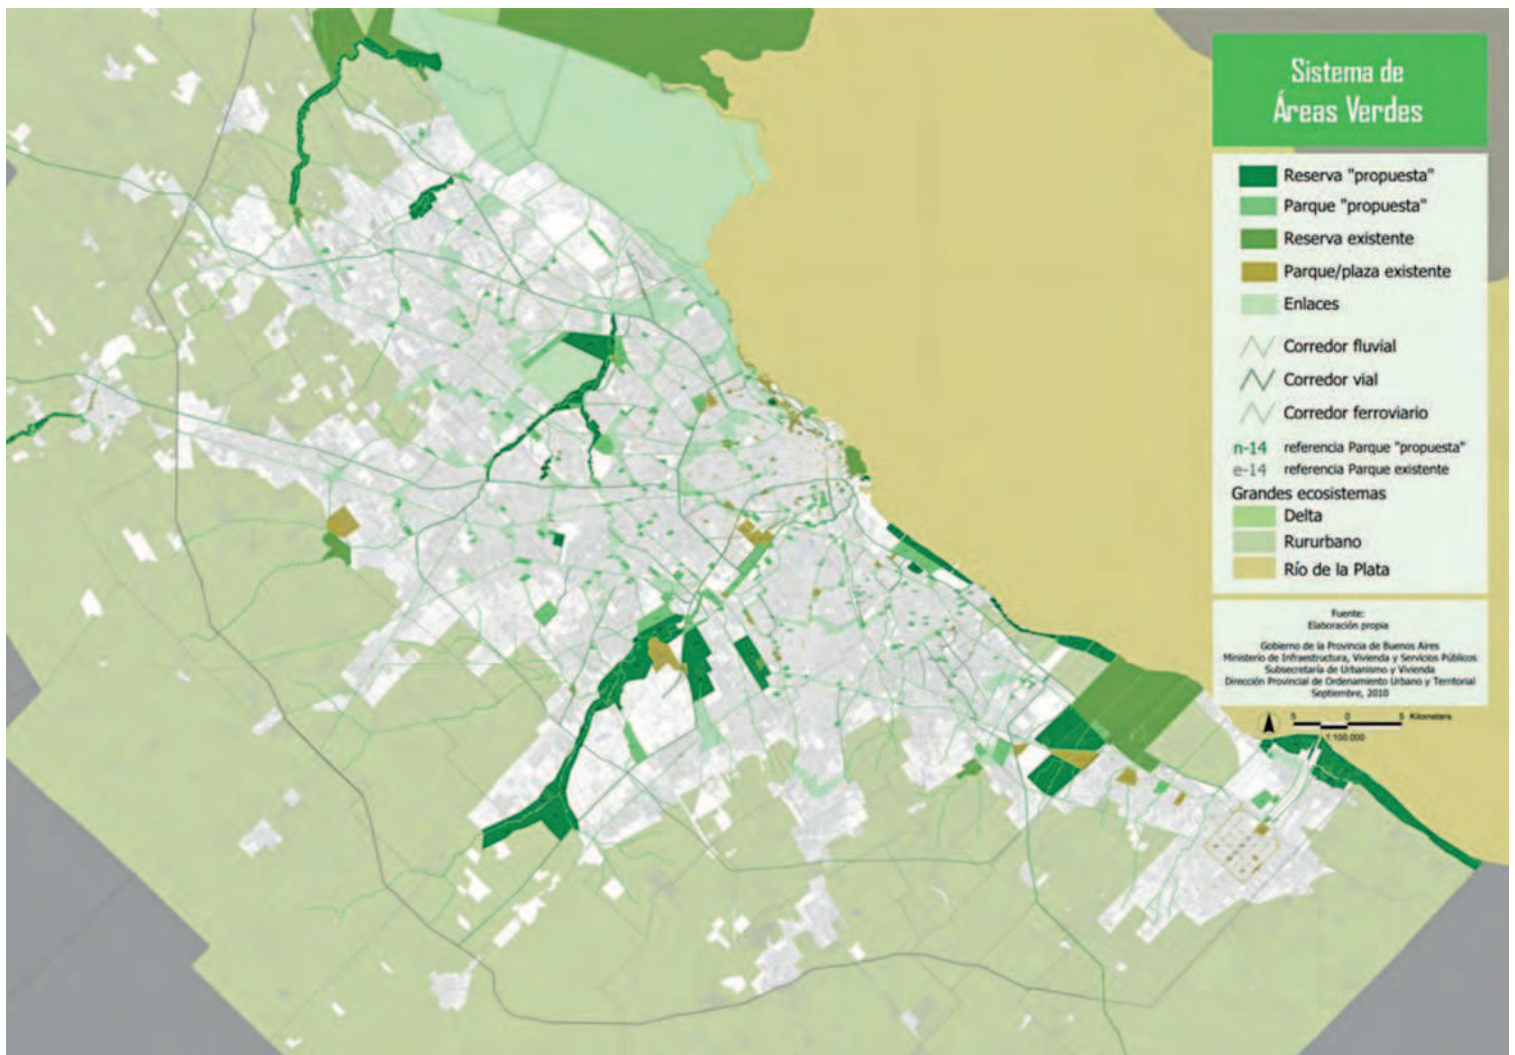 Sistema de
Áreas Verdes
Reserva "propuesta"
Parque "propuesta"
Reserva existente
Parque/plaza existente
Enlaces
Corredor fluvial
Corredor vial
Corredor ferroviario
n-14 referencia Parque "propuesta"
e-14 referencia Parque existente
Grandes ecosistemas
Delta
Rururbano
Río de la Plata
Fuente:
Elaboración propia
Gobierno de la Provincia de Buenos Aires
Ministerio de Infraestructura, Vivienda y Servicios Públicos
Subsecretaría de Urbanismo y Vivienda
Dirección Provincial de Ordenamiento Urbano y Territorial
Septiembre, 2010
5 0 5 Kilometers
1:100.000